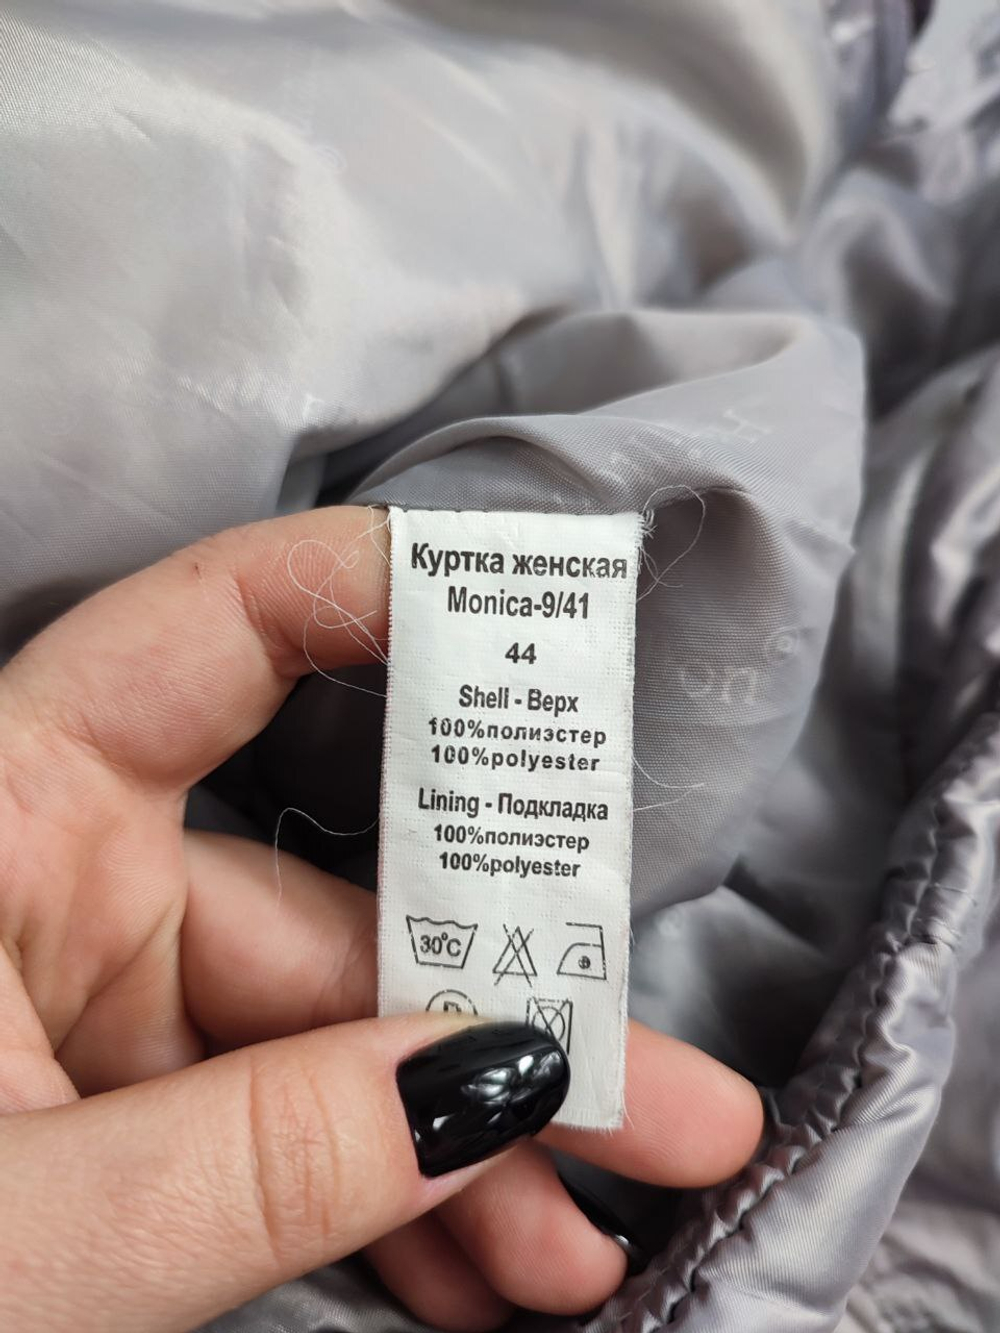 Куртка женская
Monica-9/41
44
Shell - Верх
100%полиэстер
100%polyester
Lining - Подкладка
100%полиэстер
100%polyester
30°C